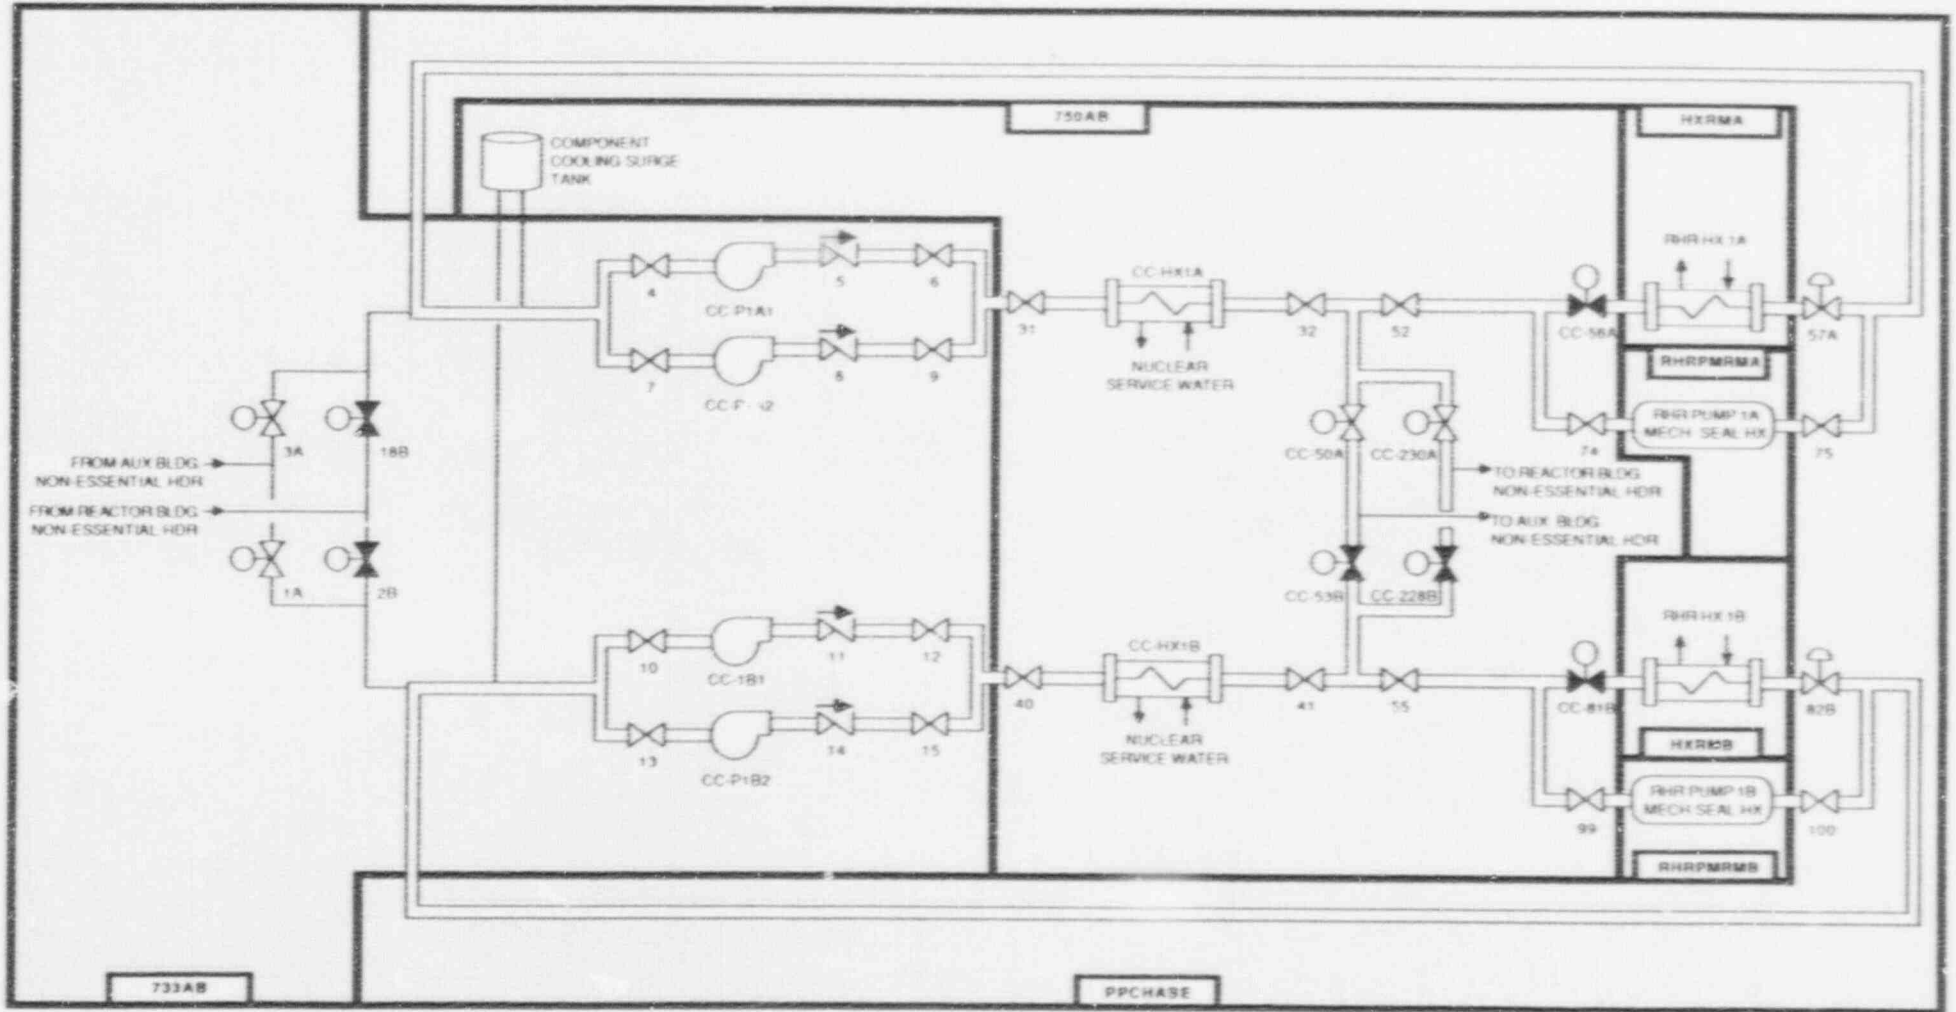 750AB
HXRMA
COMPONENT
COOLING SURGE
TANK
RHR HX 1A
4
5
6
CC-P1A1
CC-HX1A
31
32
52
CC-56A
57A
7
8
9
NUCLEAR
SERVICE WATER
RHRPMRMA
RHR PUMP 1A
MECH SEAL HX
74
75
3A
18B
CC-50A
CC-230A
FROM AUX BLDG
NON-ESSENTIAL HDR
TO REACTOR BLDG
NON-ESSENTIAL HDR
FROM REACTOR BLDG
NON-ESSENTIAL HDR
TO AUX BLDG
NON-ESSENTIAL HDR
1A
2B
CC-53B
CC-228B
RHR HX 1B
10
11
12
CC-1B1
CC-HX1B
40
41
55
CC-81B
82B
13
14
15
CC-P1B2
NUCLEAR
SERVICE WATER
HXRMB
RHR PUMP 1B
MECH SEAL HX
99
100
RHRPMRMB
733AB
PPCHASE